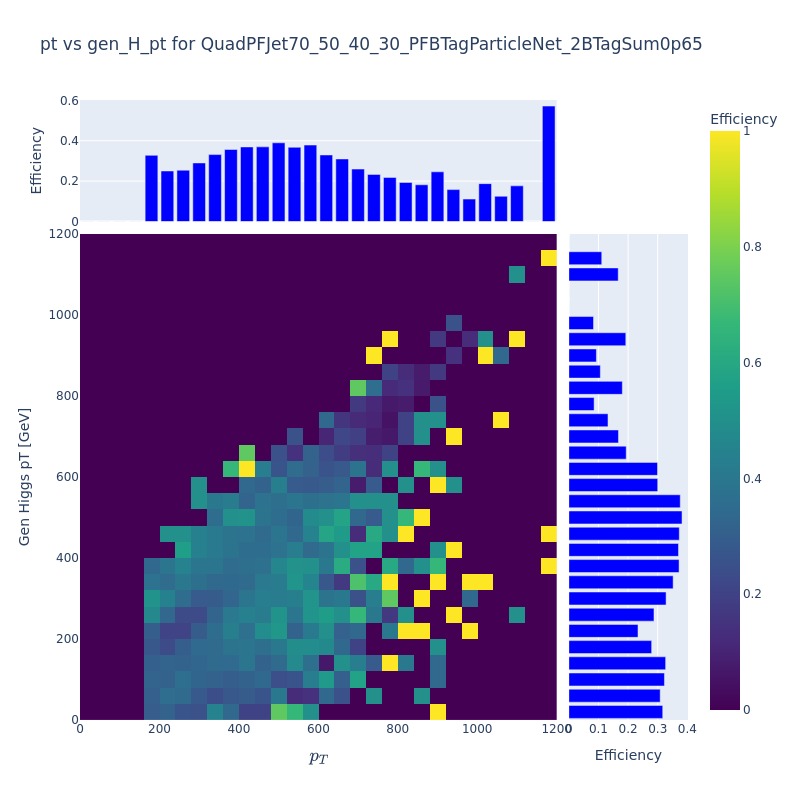 pt vs gen_H_pt for QuadPFJet70_50_40_30_PFBTagParticleNet_2BTagSum0p65
Efficiency
0.6
0.4
0.2
0
Efficiency
1
0.8
0.6
0.4
0.2
0
Gen Higgs pT [GeV]
1200
1000
800
600
400
200
0
0 200 400 600 800 1000 1200
0 0.1 0.2 0.3 0.4
pT
Efficiency